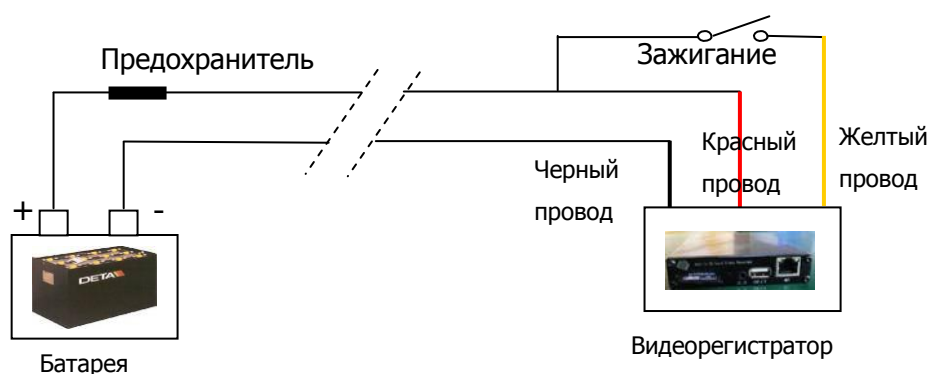 Предохранитель
Зажигание
Черный
провод
Красный
провод
Желтый
провод
+ -
DETA
Батарея
Видеорегистратор